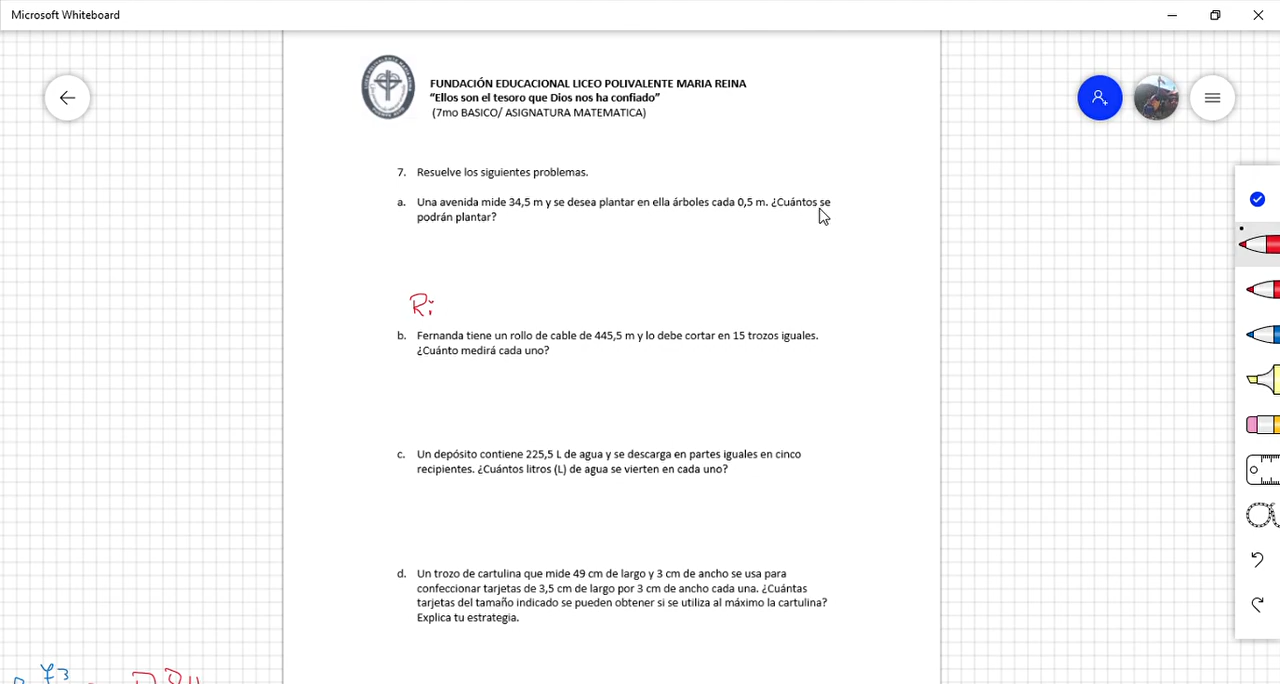 Microsoft Whiteboard
FUNDACIÓN EDUCACIONAL LICEO POLIVALENTE MARIA REINA
“Ellos son el tesoro que Dios nos ha confiado”
(7mo BASICO/ ASIGNATURA MATEMATICA)
7. Resuelve los siguientes problemas.
a. Una avenida mide 34,5 m y se desea plantar en ella árboles cada 0,5 m. ¿Cuántos se
podrán plantar?
R:
b. Fernanda tiene un rollo de cable de 445,5 m y lo debe cortar en 15 trozos iguales.
¿Cuánto medirá cada uno?
c. Un depósito contiene 225,5 L de agua y se descarga en partes iguales en cinco
recipientes. ¿Cuántos litros (L) de agua se vierten en cada uno?
d. Un trozo de cartulina que mide 49 cm de largo y 3 cm de ancho se usa para
confeccionar tarjetas de 3,5 cm de largo por 3 cm de ancho cada una. ¿Cuántas
tarjetas del tamaño indicado se pueden obtener si se utiliza al máximo la cartulina?
Explica tu estrategia.